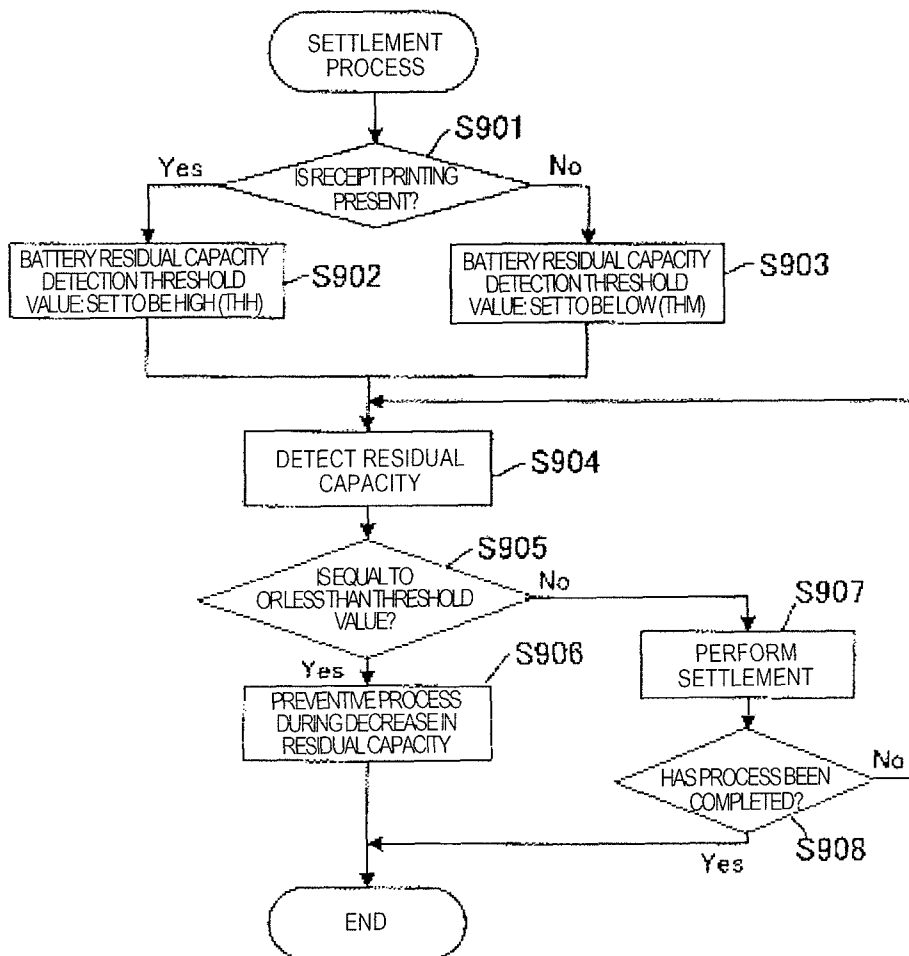 SETTLEMENT
PROCESS
S901
Yes
No
IS RECEIPT PRINTING
PRESENT?
BATTERY RESIDUAL CAPACITY
DETECTION THRESHOLD
VALUE: SET TO BE HIGH (THH)
S902
BATTERY RESIDUAL CAPACITY
DETECTION THRESHOLD
VALUE: SET TO BE LOW (THM)
S903
DETECT RESIDUAL
CAPACITY
S904
S905
IS EQUAL TO
OR LESS THAN THRESHOLD
VALUE?
No
Yes
S906
PREVENTIVE PROCESS
DURING DECREASE IN
RESIDUAL CAPACITY
S907
PERFORM
SETTLEMENT
No
HAS PROCESS BEEN
COMPLETED?
S908
Yes
END